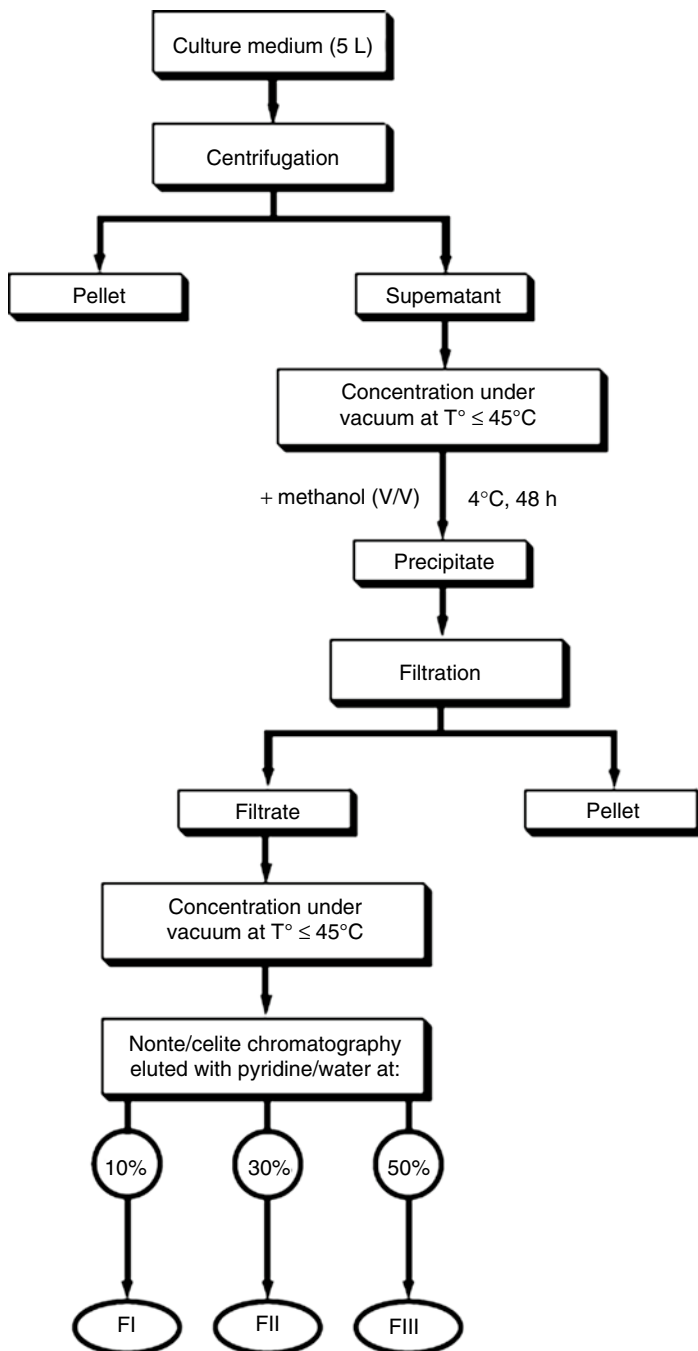 Culture medium (5 L)
Centrifugation
Pellet
Supematant
Concentration under
vacuum at T° ≤ 45°C
+ methanol (V/V)
4°C, 48 h
Precipitate
Filtration
Filtrate
Pellet
Concentration under
vacuum at T° ≤ 45°C
Nonte/celite chromatography
eluted with pyridine/water at:
10%
30%
50%
FI
FII
FIII